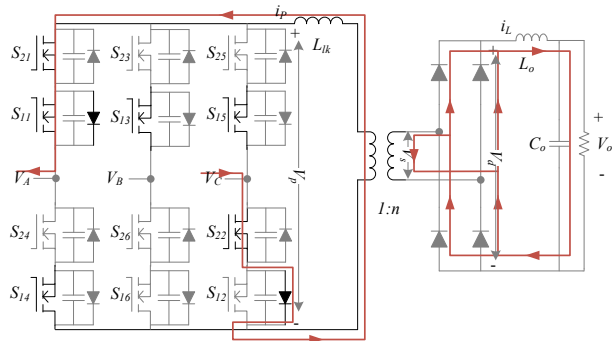 i_P
i_L
S_21
S_23
S_25
+
L_lk
L_o
+
S_11
S_13
S_15
+
V_s
V_d
C_o
V_o
V_A
V_B
V_C
V_p
-
1:n
S_24
S_26
S_22
S_14
S_16
S_12
-
-